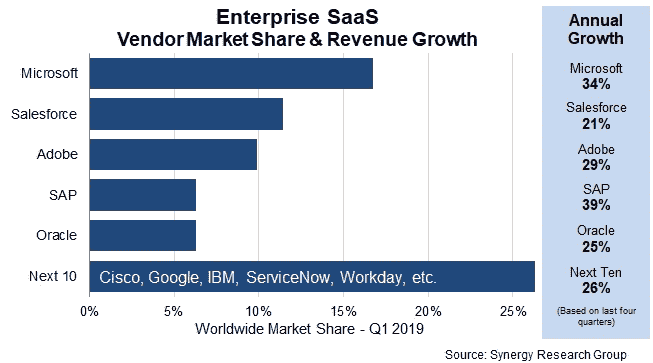 Enterprise SaaS
Vendor Market Share & Revenue Growth
Microsoft
Salesforce
Adobe
SAP
Oracle
Next 10
Cisco, Google, IBM, ServiceNow, Workday, etc.
0%
5%
10%
15%
20%
25%
Worldwide Market Share - Q1 2019
Annual
Growth
Microsoft
34%
Salesforce
21%
Adobe
29%
SAP
39%
Oracle
25%
Next Ten
26%
(Based on last four
quarters)
Source: Synergy Research Group